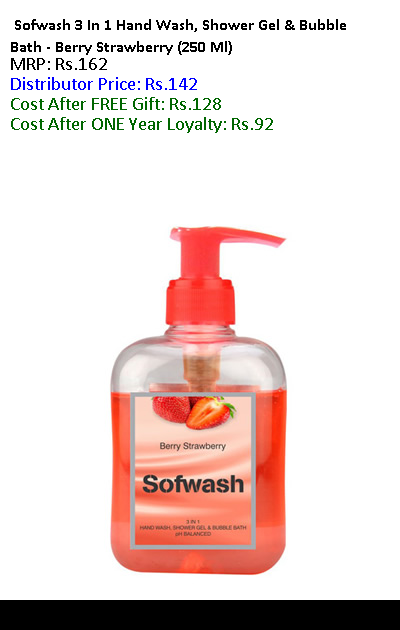 Sofwash 3 In 1 Hand Wash, Shower Gel & Bubble
Bath - Berry Strawberry (250 Ml)
MRP: Rs.162
Distributor Price: Rs.142
Cost After FREE Gift: Rs.128
Cost After ONE Year Loyalty: Rs.92
Berry Strawberry
Sofwash
3 IN 1
HAND WASH, SHOWER GEL & BUBBLE BATH
pH BALANCED